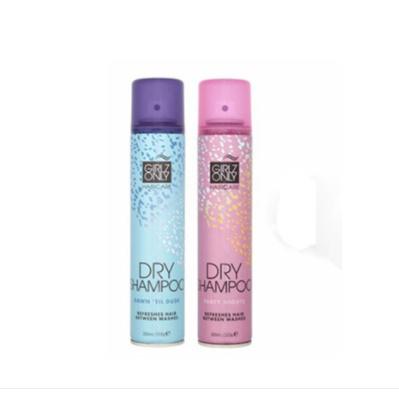 GIRLZ
ONLY
HAIRCARE
DRY
SHAMPOO
DAWN 'TIL DUSK
REFRESHES HAIR
BETWEEN WASHES
GIRLZ
ONLY
HAIRCARE
DRY
SHAMPOO
PARTY NIGHTS
REFRESHES HAIR
BETWEEN WASHES